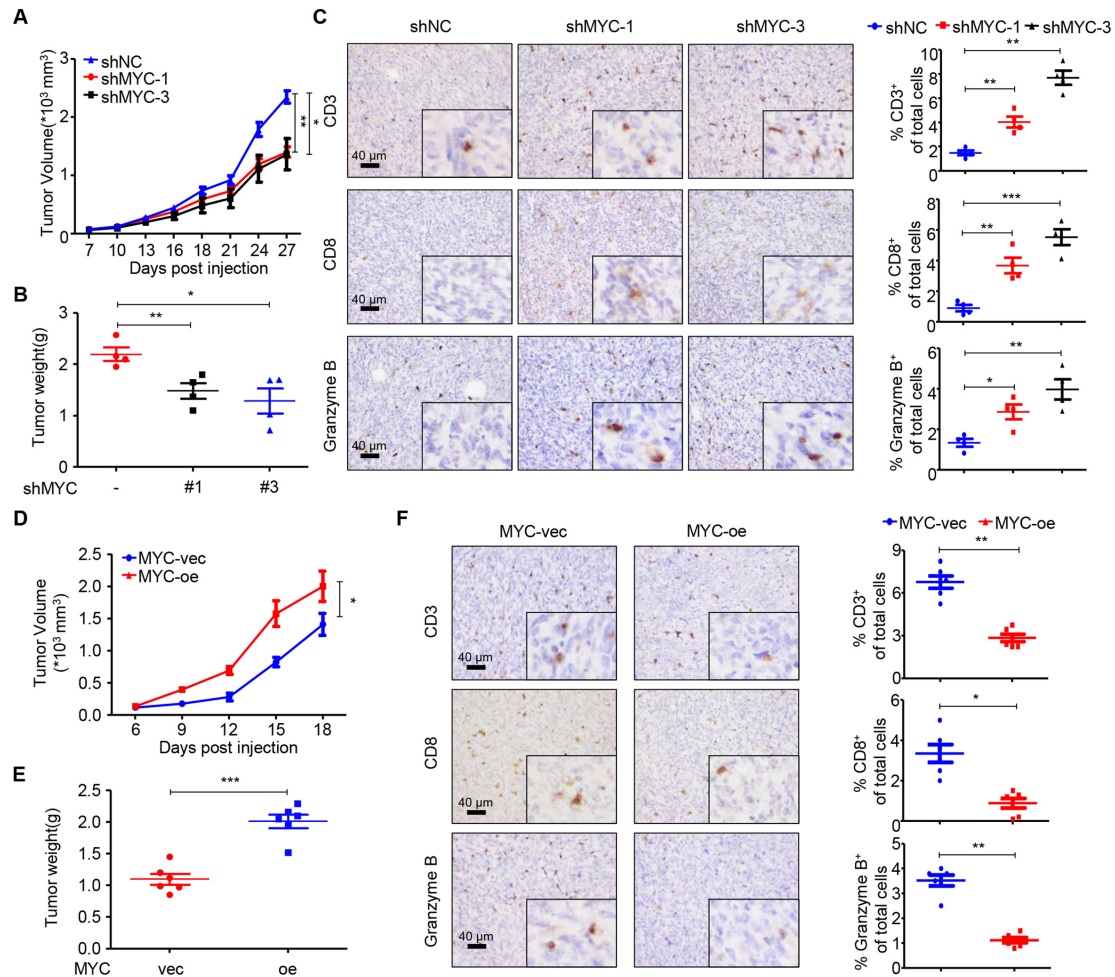 A
Tumor Volume(*10³ mm³)
3
2
1
0
shNC
shMYC-1
shMYC-3
**
*
7 10 13 16 18 21 24 27
Days post injection
B
Tumor weight(g)
3
2
1
0
*
**
shMYC - #1 #3
C
shNC shMYC-1 shMYC-3
CD3
40 µm
CD8
40 µm
Granzyme B
40 µm
shNC shMYC-1 shMYC-3
% CD3⁺
of total cells
10
8
6
4
2
0
**
**
% CD8⁺
of total cells
8
6
4
2
0
***
**
% Granzyme B⁺
of total cells
6
4
2
0
**
*
D
Tumor Volume
(*10³ mm³)
2.5
2.0
1.5
1.0
0.5
0.0
MYC-vec
MYC-oe
*
6 9 12 15 18
Days post injection
E
Tumor weight(g)
2.5
2.0
1.5
1.0
0.5
0.0
***
MYC vec oe
F
MYC-vec MYC-oe
CD3
40 µm
CD8
40 µm
Granzyme B
40 µm
MYC-vec MYC-oe
% CD3⁺
of total cells
9
6
3
0
**
% CD8⁺
of total cells
6
4
2
0
*
% Granzyme B⁺
of total cells
5
4
3
2
1
0
**